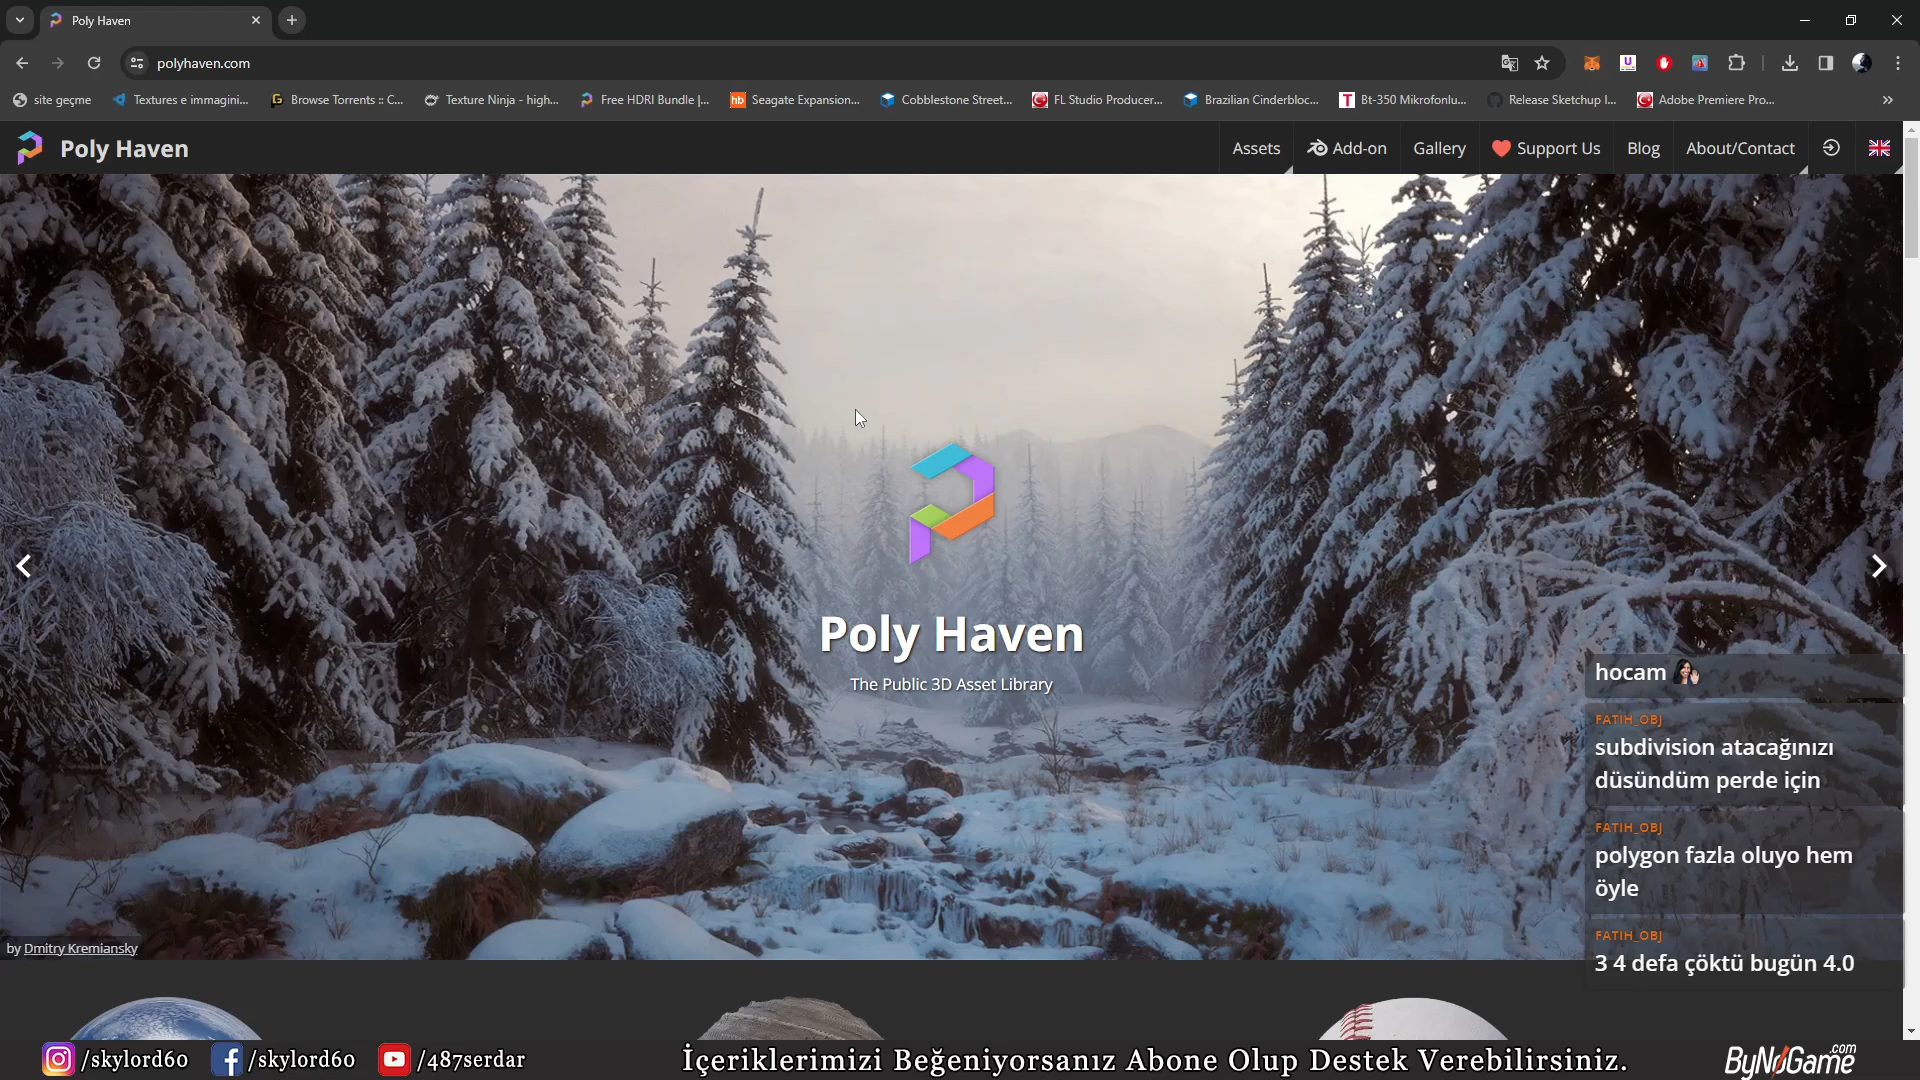 Poly Haven
polyhaven.com
site geçme
Textures e immagini...
Browse Torrents :: C...
Texture Ninja - high...
Free HDRI Bundle |...
Seagate Expansion...
Cobblestone Street...
FL Studio Producer...
Brazilian Cinderbloc...
Bt-350 Mikrofonlu...
Release Sketchup I...
Adobe Premiere Pro...
Poly Haven
Assets
Add-on
Gallery
Support Us
Blog
About/Contact
Poly Haven
The Public 3D Asset Library
hocam
FATIH_OBJ
subdivision atacağınızı
düsündüm perde için
FATIH_OBJ
polygon fazla oluyo hem
öyle
FATIH_OBJ
3 4 defa çöktü bugün 4.0
by Dmitry Kremiansky
/skylord60
/skylord60
/487serdar
İçeriklerimizi Beğeniyorsanız Abone Olup Destek Verebilirsiniz.
ByNoGame.com